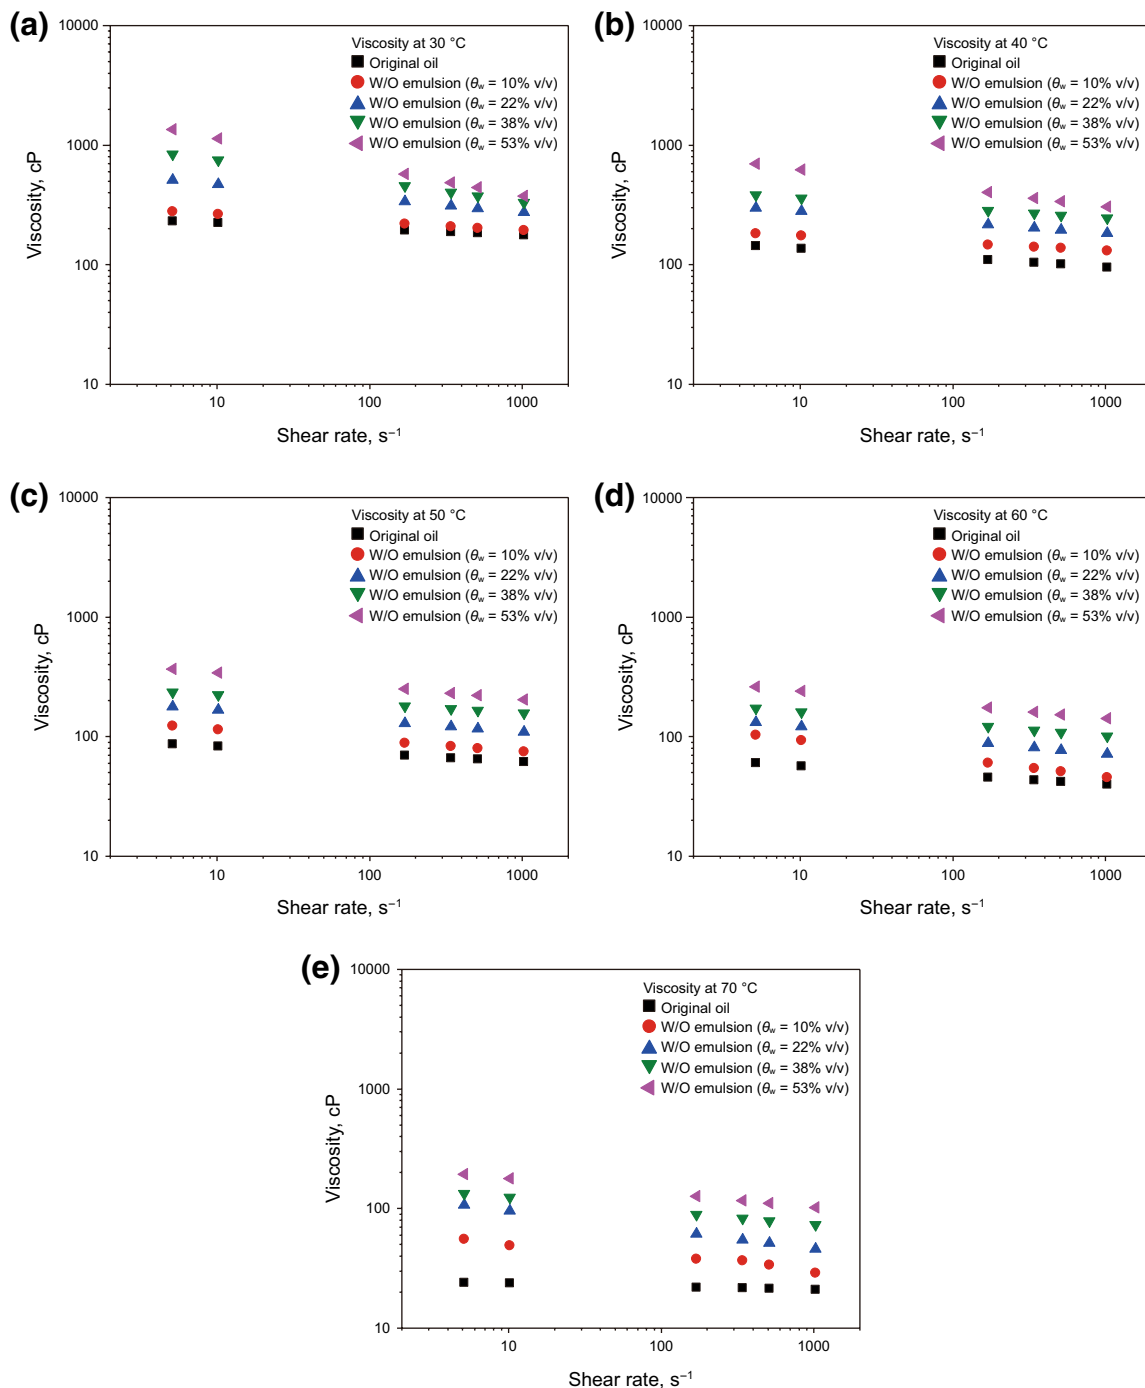 (a)
Viscosity at 30 °C
Original oil
W/O emulsion (θw = 10% v/v)
W/O emulsion (θw = 22% v/v)
W/O emulsion (θw = 38% v/v)
W/O emulsion (θw = 53% v/v)
10000
1000
100
10
Viscosity, cP
10 100 1000
Shear rate, s⁻¹
(b)
Viscosity at 40 °C
Original oil
W/O emulsion (θw = 10% v/v)
W/O emulsion (θw = 22% v/v)
W/O emulsion (θw = 38% v/v)
W/O emulsion (θw = 53% v/v)
10000
1000
100
10
Viscosity, cP
10 100 1000
Shear rate, s⁻¹
(c)
Viscosity at 50 °C
Original oil
W/O emulsion (θw = 10% v/v)
W/O emulsion (θw = 22% v/v)
W/O emulsion (θw = 38% v/v)
W/O emulsion (θw = 53% v/v)
10000
1000
100
10
Viscosity, cP
10 100 1000
Shear rate, s⁻¹
(d)
Viscosity at 60 °C
Original oil
W/O emulsion (θw = 10% v/v)
W/O emulsion (θw = 22% v/v)
W/O emulsion (θw = 38% v/v)
W/O emulsion (θw = 53% v/v)
10000
1000
100
10
Viscosity, cP
10 100 1000
Shear rate, s⁻¹
(e)
Viscosity at 70 °C
Original oil
W/O emulsion (θw = 10% v/v)
W/O emulsion (θw = 22% v/v)
W/O emulsion (θw = 38% v/v)
W/O emulsion (θw = 53% v/v)
10000
1000
100
10
Viscosity, cP
10 100 1000
Shear rate, s⁻¹